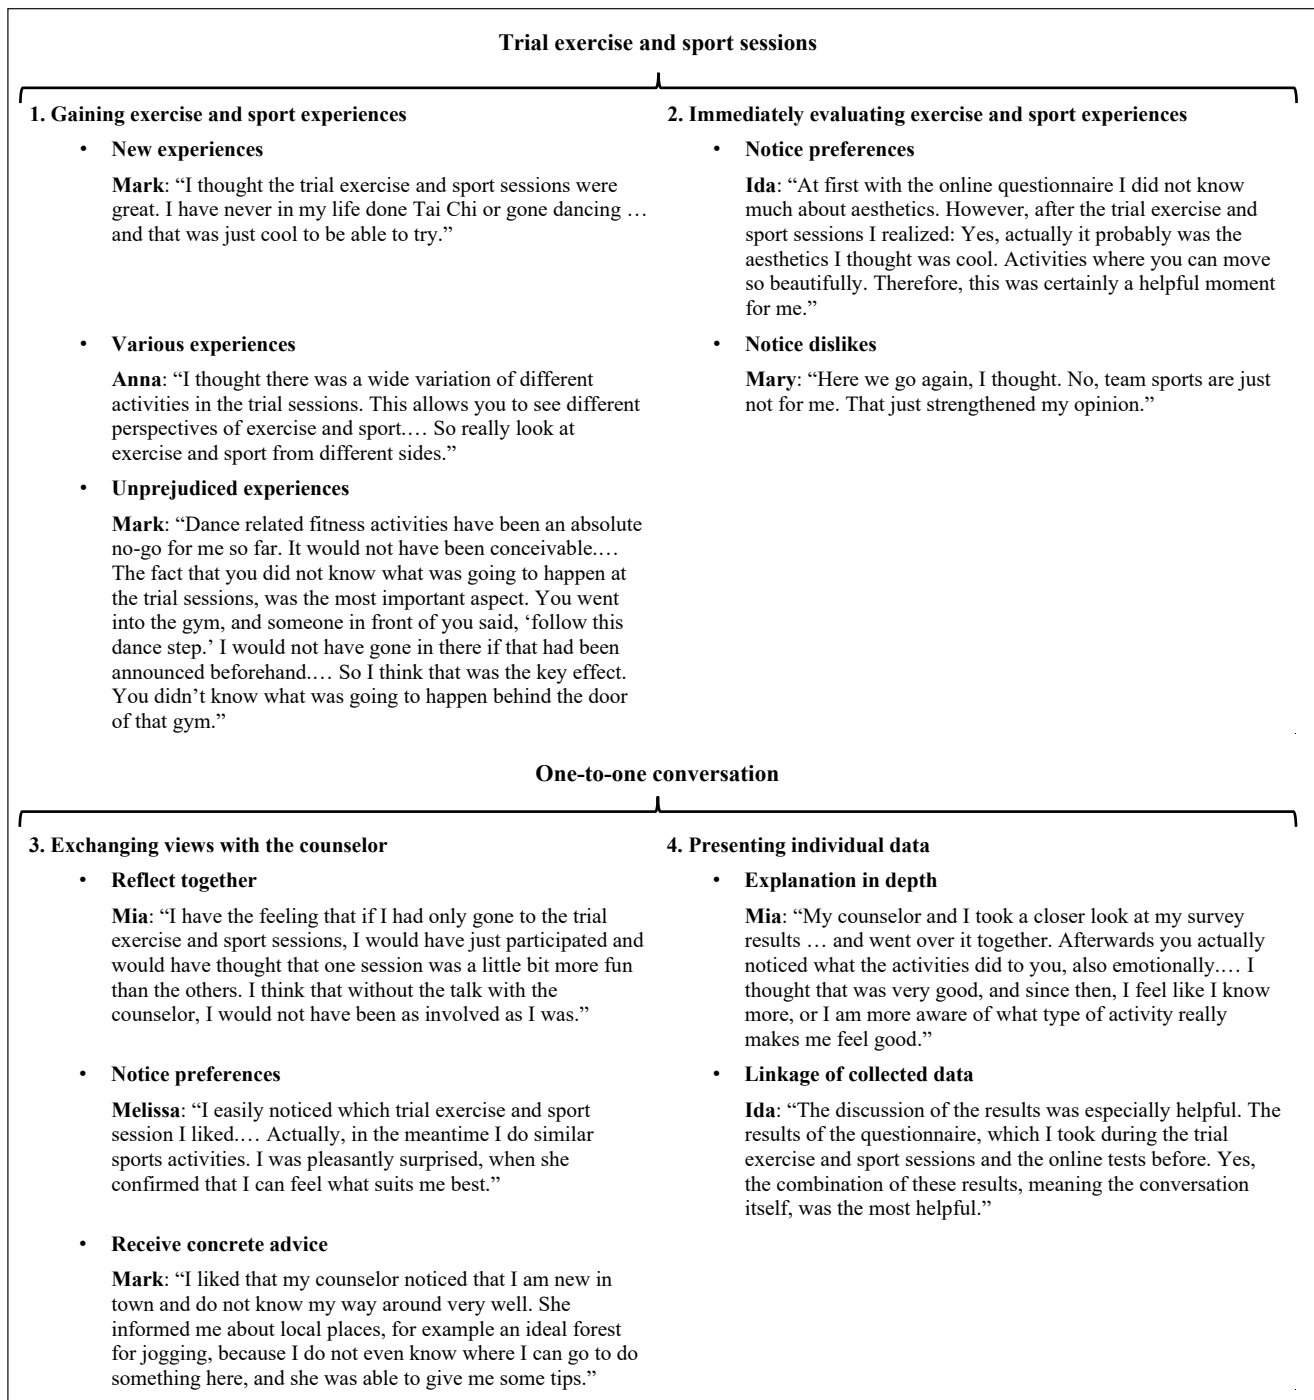 Trial exercise and sport sessions
1. Gaining exercise and sport experiences
• New experiences
Mark: “I thought the trial exercise and sport sessions were
great. I have never in my life done Tai Chi or gone dancing …
and that was just cool to be able to try.”
• Various experiences
Anna: “I thought there was a wide variation of different
activities in the trial sessions. This allows you to see different
perspectives of exercise and sport.… So really look at
exercise and sport from different sides.”
• Unprejudiced experiences
Mark: “Dance related fitness activities have been an absolute
no-go for me so far. It would not have been conceivable.…
The fact that you did not know what was going to happen at
the trial sessions, was the most important aspect. You went
into the gym, and someone in front of you said, ‘follow this
dance step.’ I would not have gone in there if that had been
announced beforehand.… So I think that was the key effect.
You didn’t know what was going to happen behind the door
of that gym.”
2. Immediately evaluating exercise and sport experiences
• Notice preferences
Ida: “At first with the online questionnaire I did not know
much about aesthetics. However, after the trial exercise and
sport sessions I realized: Yes, actually it probably was the
aesthetics I thought was cool. Activities where you can move
so beautifully. Therefore, this was certainly a helpful moment
for me.”
• Notice dislikes
Mary: “Here we go again, I thought. No, team sports are just
not for me. That just strengthened my opinion.”
One-to-one conversation
3. Exchanging views with the counselor
• Reflect together
Mia: “I have the feeling that if I had only gone to the trial
exercise and sport sessions, I would have just participated and
would have thought that one session was a little bit more fun
than the others. I think that without the talk with the
counselor, I would not have been as involved as I was.”
• Notice preferences
Melissa: “I easily noticed which trial exercise and sport
session I liked.… Actually, in the meantime I do similar
sports activities. I was pleasantly surprised, when she
confirmed that I can feel what suits me best.”
• Receive concrete advice
Mark: “I liked that my counselor noticed that I am new in
town and do not know my way around very well. She
informed me about local places, for example an ideal forest
for jogging, because I do not even know where I can go to do
something here, and she was able to give me some tips.”
4. Presenting individual data
• Explanation in depth
Mia: “My counselor and I took a closer look at my survey
results … and went over it together. Afterwards you actually
noticed what the activities did to you, also emotionally.… I
thought that was very good, and since then, I feel like I know
more, or I am more aware of what type of activity really
makes me feel good.”
• Linkage of collected data
Ida: “The discussion of the results was especially helpful. The
results of the questionnaire, which I took during the trial
exercise and sport sessions and the online tests before. Yes,
the combination of these results, meaning the conversation
itself, was the most helpful.”